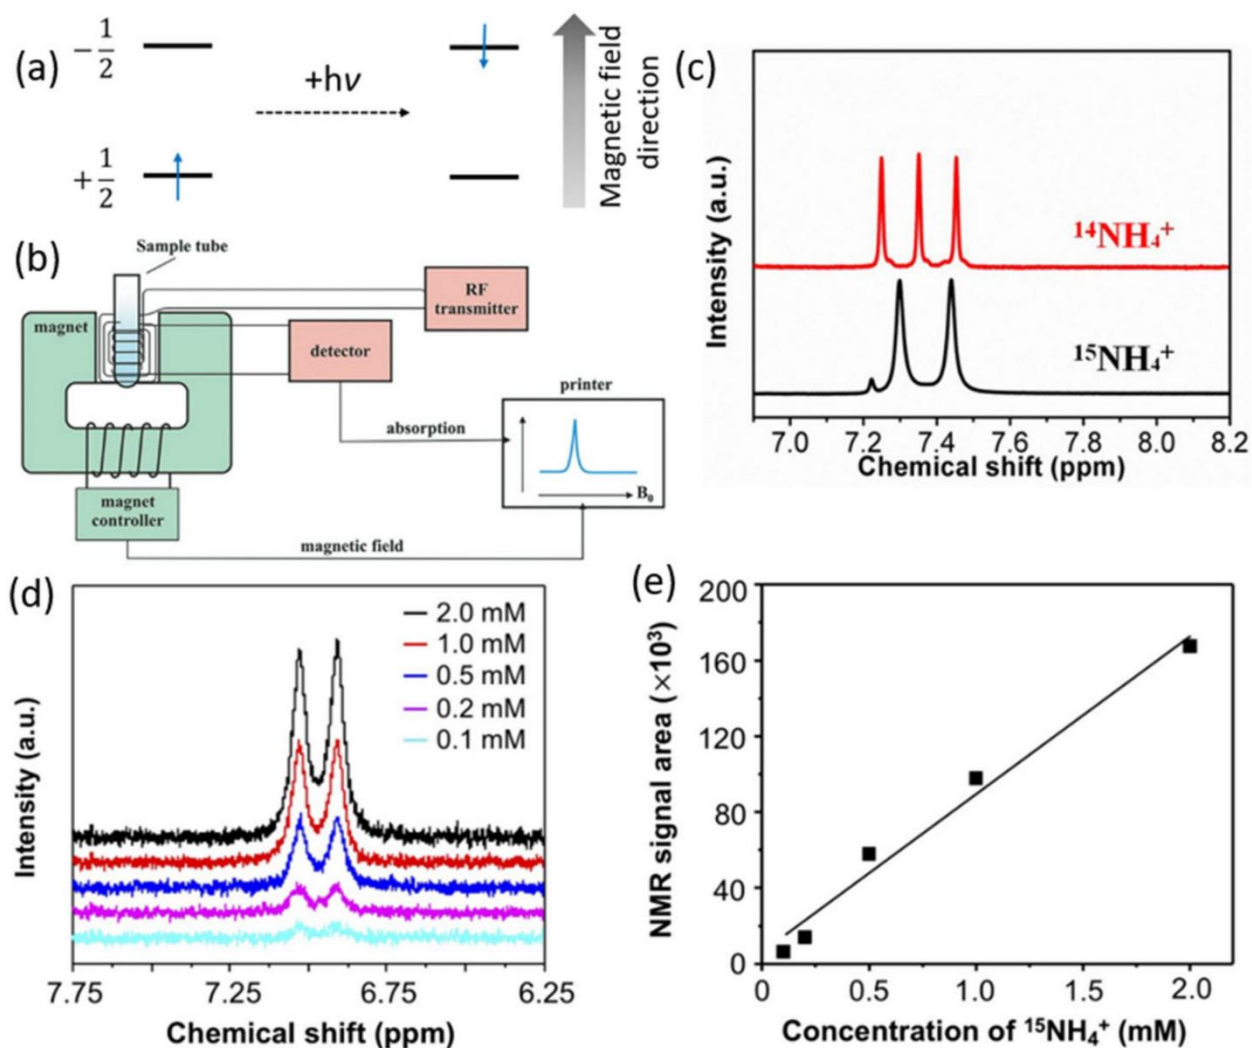 (a)
−1/2
+1/2
+hν
Magnetic field
direction
(b)
Sample tube
magnet
RF
transmitter
detector
printer
absorption
B₀
magnet
controller
magnetic field
(c)
Intensity (a.u.)
¹⁴NH₄⁺
¹⁵NH₄⁺
7.0 7.2 7.4 7.6 7.8 8.0 8.2
Chemical shift (ppm)
(d)
Intensity (a.u.)
2.0 mM
1.0 mM
0.5 mM
0.2 mM
0.1 mM
7.75 7.25 6.75 6.25
Chemical shift (ppm)
(e)
NMR signal area (×10³)
200
160
120
80
40
0
0 0.5 1.0 1.5 2.0
Concentration of ¹⁵NH₄⁺ (mM)